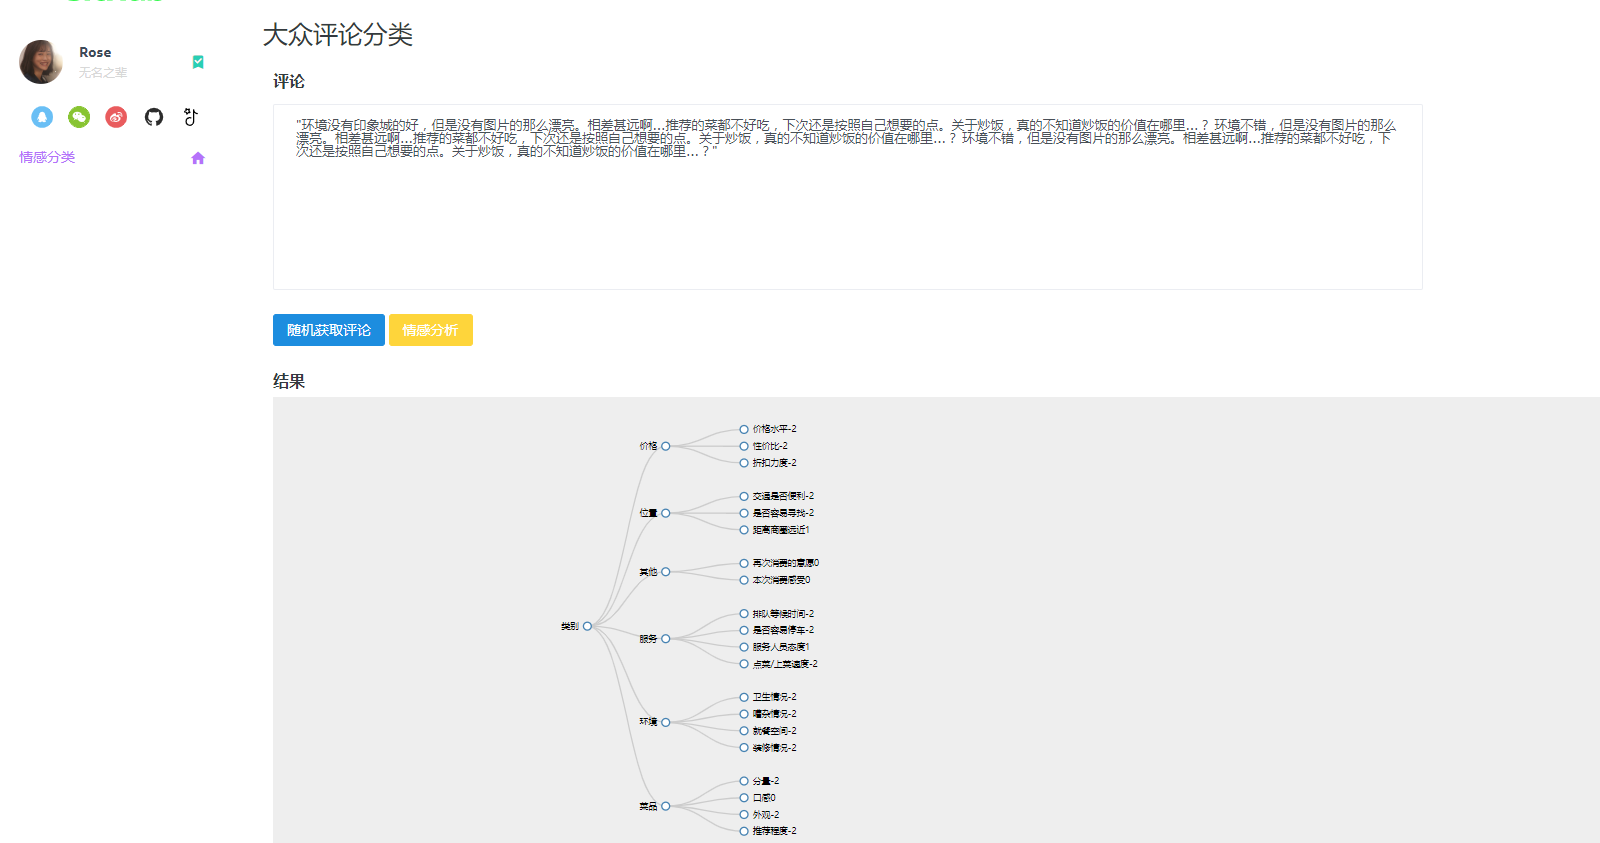 大众评论分类
Rose
无名之辈
情感分类
评论
"环境没有印象城的好，但是没有图片的那么漂亮。相差甚远啊...推荐的菜都不好吃，下次还是按照自己想要的点。关于炒饭，真的不知道炒饭的价值在哪里...？ 环境不错，但是没有图片的那么
漂亮。相差甚远啊...推荐的菜都不好吃，下次还是按照自己想要的点。关于炒饭，真的不知道炒饭的价值在哪里...？ 环境不错，但是没有图片的那么漂亮。相差甚远啊...推荐的菜都不好吃，下
次还是按照自己想要的点。关于炒饭，真的不知道炒饭的价值在哪里...？"
随机获取评论 情感分析
结果
类别
价格
价格水平-2
性价比-2
折扣力度-2
位置
交通是否便利-2
是否容易寻找-2
距离商圈远近1
其他
再次消费的意愿0
本次消费感受0
服务
排队等候时间-2
是否容易停车-2
服务人员态度1
点菜/上菜速度-2
环境
卫生情况-2
嘈杂情况-2
就餐空间-2
装修情况-2
菜品
分量-2
口感0
外观-2
推荐程度-2